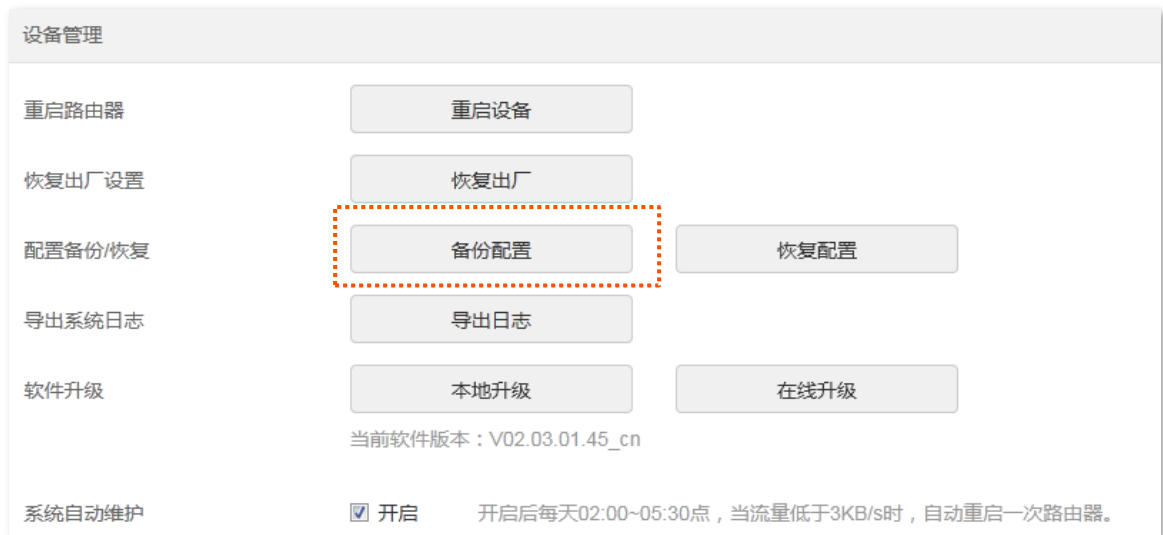 设备管理
重启路由器 重启设备
恢复出厂设置 恢复出厂
配置备份/恢复 备份配置 恢复配置
导出系统日志 导出日志
软件升级 本地升级 在线升级
当前软件版本：V02.03.01.45_cn
系统自动维护 开启 开启后每天02:00~05:30点，当流量低于3KB/s时，自动重启一次路由器。